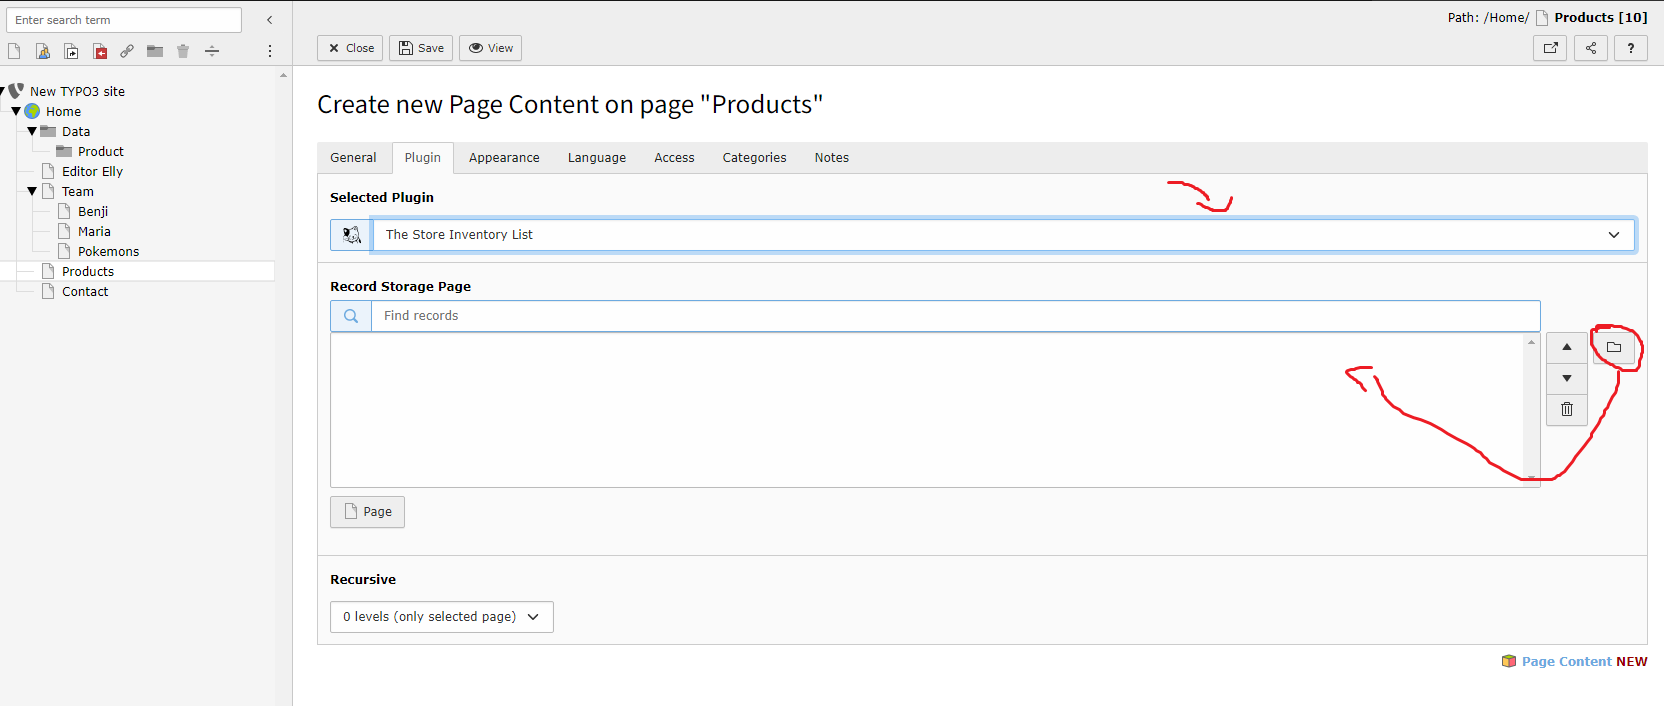 Enter search term
Path: /Home/ Products [10]
Close Save View
?
New TYPO3 site
Home
Data
Product
Editor Elly
Team
Benji
Maria
Pokemons
Products
Contact
Create new Page Content on page "Products"
General Plugin Appearance Language Access Categories Notes
Selected Plugin
The Store Inventory List
Record Storage Page
Find records
Page
Recursive
0 levels (only selected page)
Page Content NEW